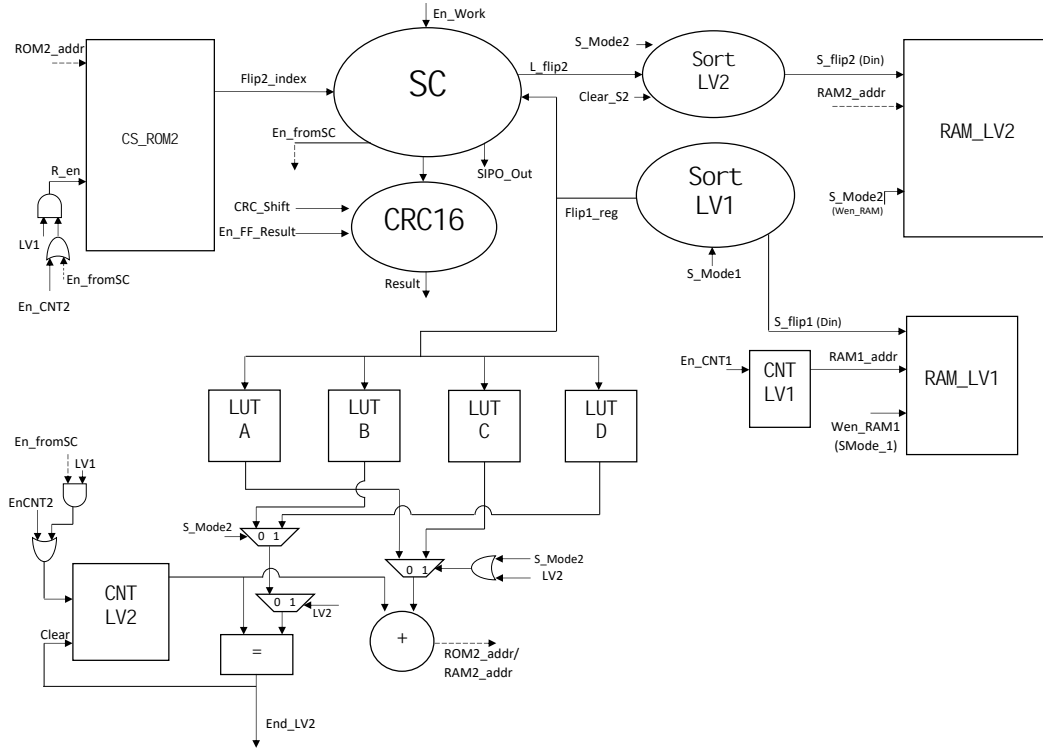 En_Work
ROM2_addr
Flip2_index
SC
L_flip2
S_Mode2
Sort
LV2
Clear_S2
S_flip2 (Din)
RAM2_addr
RAM_LV2
S_Mode2
(Wen_RAM)
CS_ROM2
R_en
LV1
En_fromSC
En_CNT2
En_fromSC
SIPO_Out
CRC_Shift
En_FF_Result
CRC16
Result
Flip1_reg
Sort
LV1
S_Mode1
S_flip1 (Din)
En_CNT1
CNT
LV1
RAM1_addr
RAM_LV1
Wen_RAM1
(SMode_1)
LUT
A
LUT
B
LUT
C
LUT
D
En_fromSC
LV1
EnCNT2
S_Mode2
0 1
0 1
S_Mode2
LV2
CNT
LV2
Clear
0 1
LV2
=
+
ROM2_addr/
RAM2_addr
End_LV2